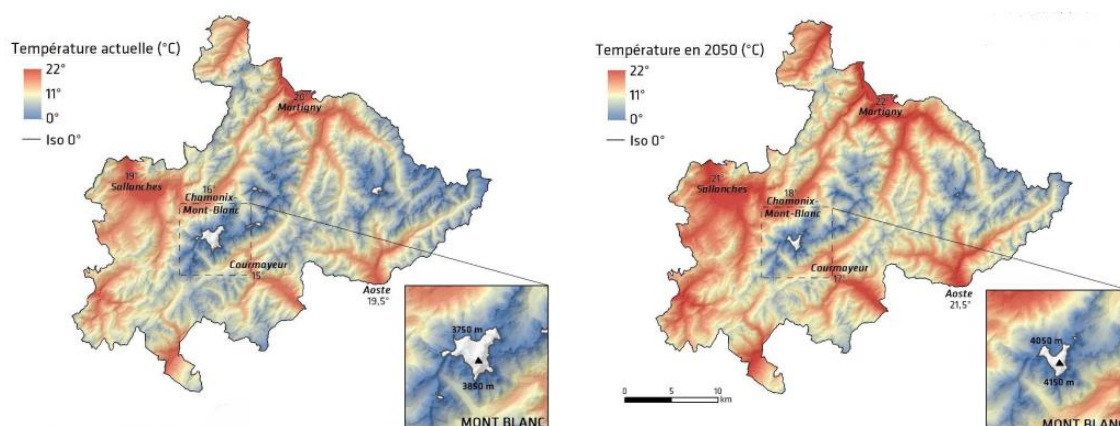 Température actuelle (°C)
22°
11°
0°
Iso 0°
20°
Martigny
19°
Sallanches
16°
Chamonix-
Mont-Blanc
Courmayeur
15°
Aoste
19,5°
3750 m
3850 m
MONT BLANC
Température en 2050 (°C)
22°
11°
0°
Iso 0°
22°
Martigny
21°
Sallanches
18°
Chamonix-
Mont-Blanc
Courmayeur
17°
Aoste
21,5°
4050 m
4150 m
MONT BLANC
0 5 10
km